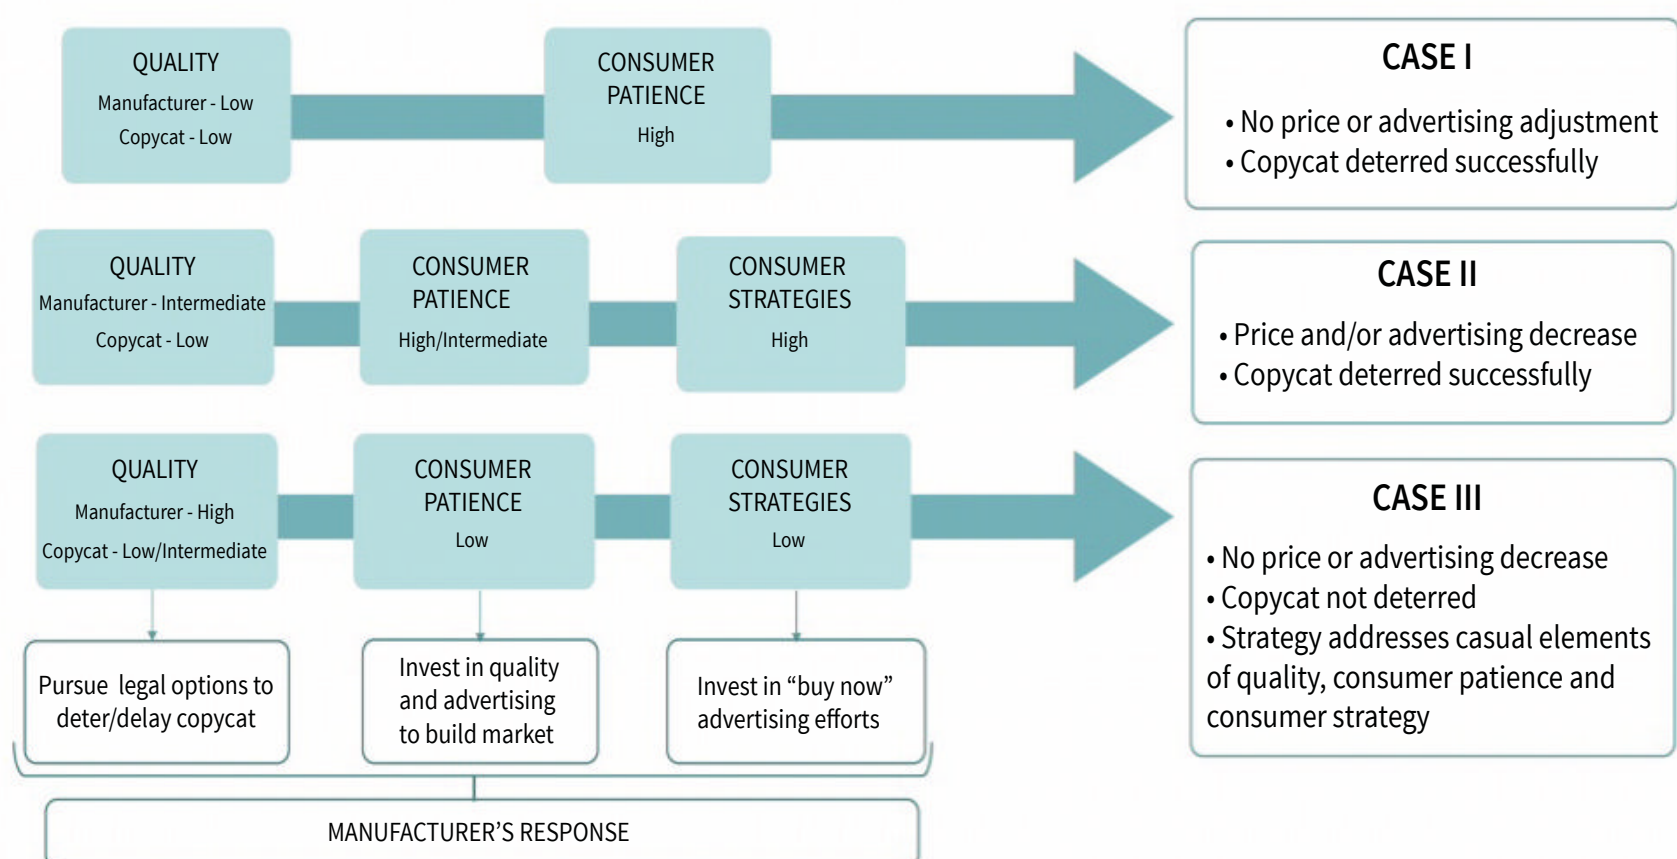 QUALITY
Manufacturer - Low
Copycat - Low
CONSUMER
PATIENCE
High
CASE I
• No price or advertising adjustment
• Copycat deterred successfully
QUALITY
Manufacturer - Intermediate
Copycat - Low
CONSUMER
PATIENCE
High/Intermediate
CONSUMER
STRATEGIES
High
CASE II
• Price and/or advertising decrease
• Copycat deterred successfully
QUALITY
Manufacturer - High
Copycat - Low/Intermediate
CONSUMER
PATIENCE
Low
CONSUMER
STRATEGIES
Low
CASE III
• No price or advertising decrease
• Copycat not deterred
• Strategy addresses casual elements
of quality, consumer patience and
consumer strategy
Pursue legal options to
deter/delay copycat
Invest in quality
and advertising
to build market
Invest in “buy now”
advertising efforts
MANUFACTURER’S RESPONSE